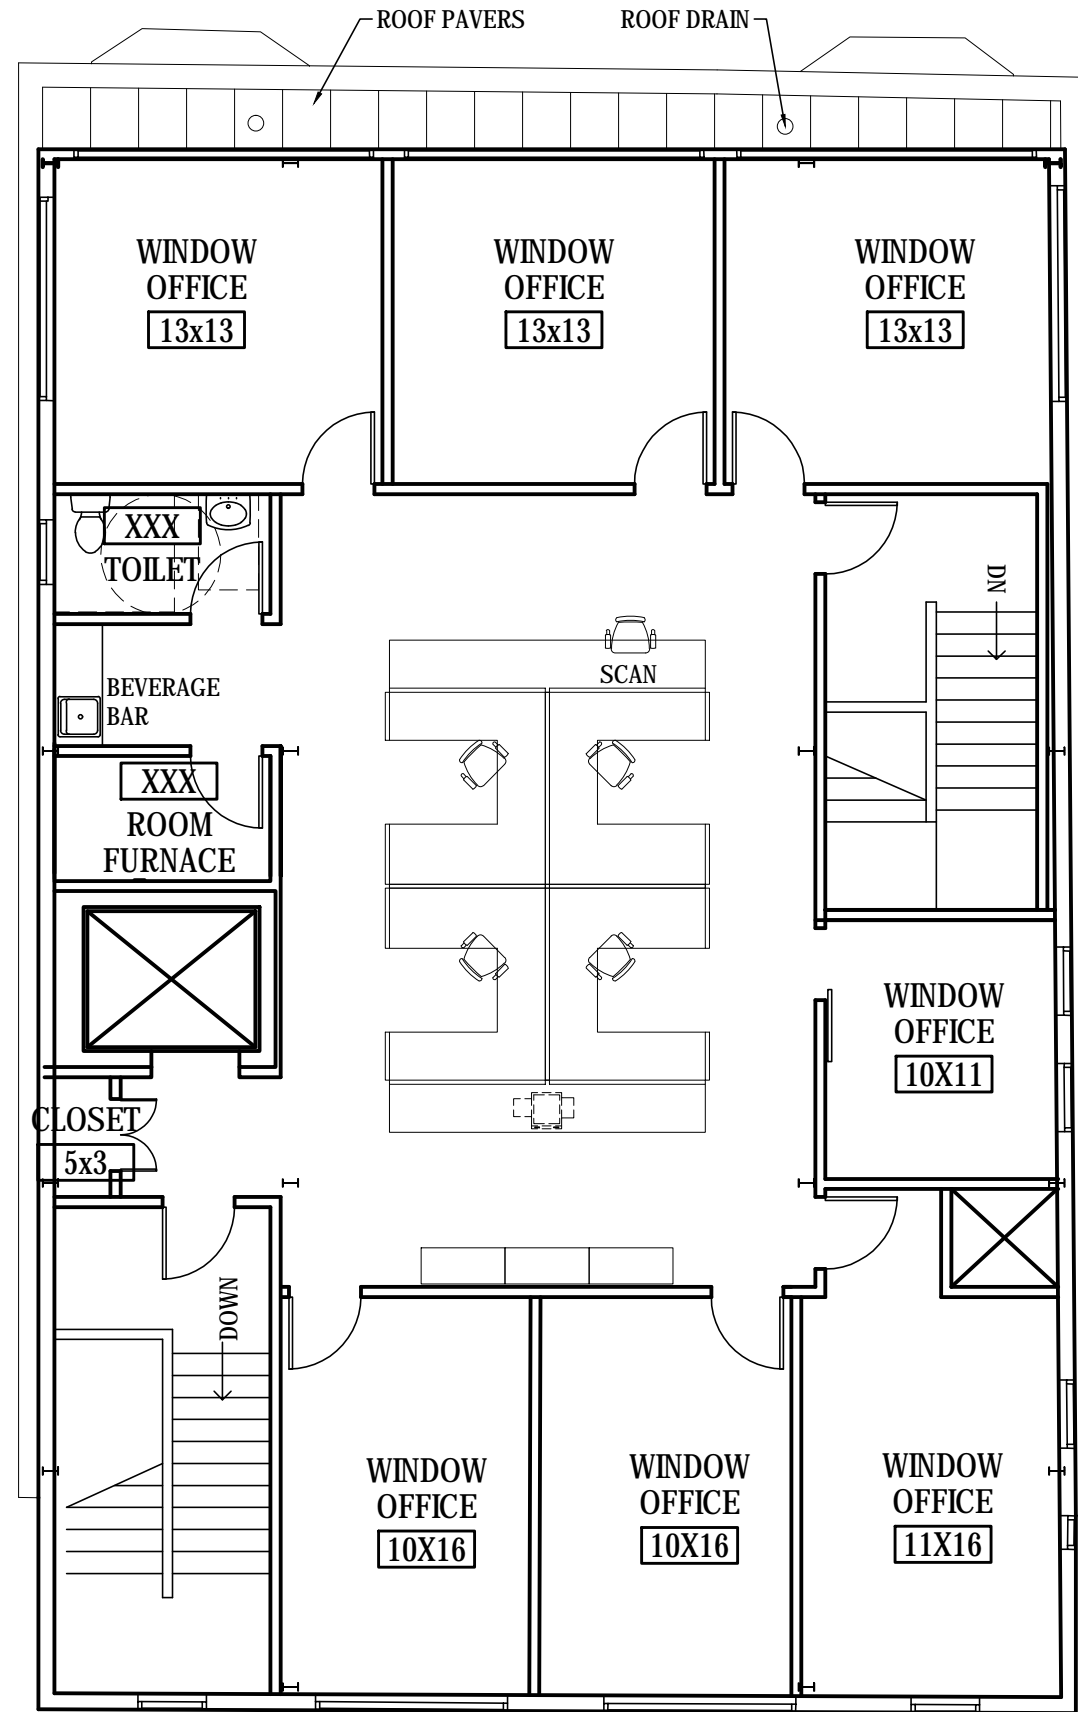 ROOF PAVERS
ROOF DRAIN
WINDOW
OFFICE
13x13
WINDOW
OFFICE
13x13
WINDOW
OFFICE
13x13
XXX
TOILET
DN
SCAN
BEVERAGE
BAR
XXX
ROOM
FURNACE
WINDOW
OFFICE
10X11
CLOSET
5x3
DOWN
WINDOW
OFFICE
10X16
WINDOW
OFFICE
10X16
WINDOW
OFFICE
11X16